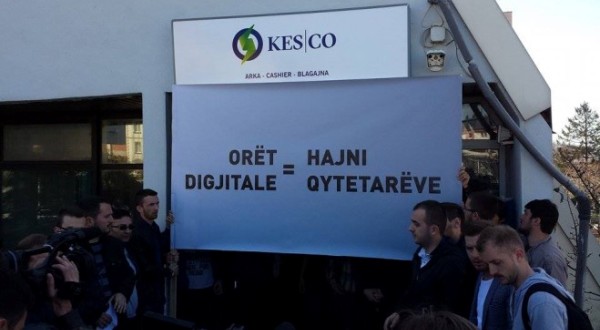 KES|CO
ARKA - CASHIER - BLAGAJNA
ORËT
DIGJITALE = HAJNI
QYTETARËVE